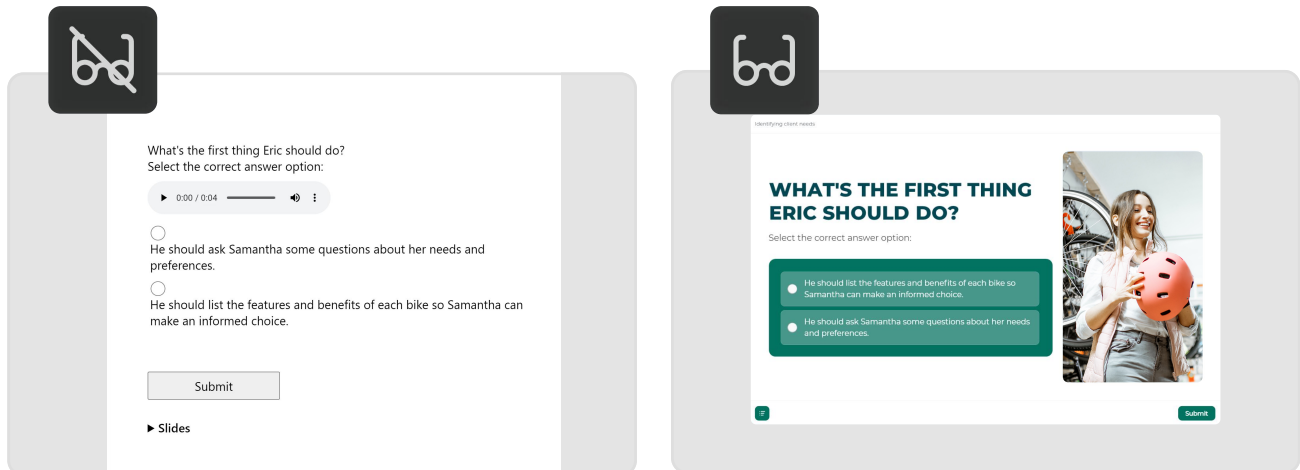 What's the first thing Eric should do?
Select the correct answer option:
0:00 / 0:04
He should ask Samantha some questions about her needs and
preferences.
He should list the features and benefits of each bike so Samantha can
make an informed choice.
Submit
Slides
Identifying client needs
WHAT'S THE FIRST THING
ERIC SHOULD DO?
Select the correct answer option:
He should list the features and benefits of each bike so
Samantha can make an informed choice.
He should ask Samantha some questions about her needs
and preferences.
Submit